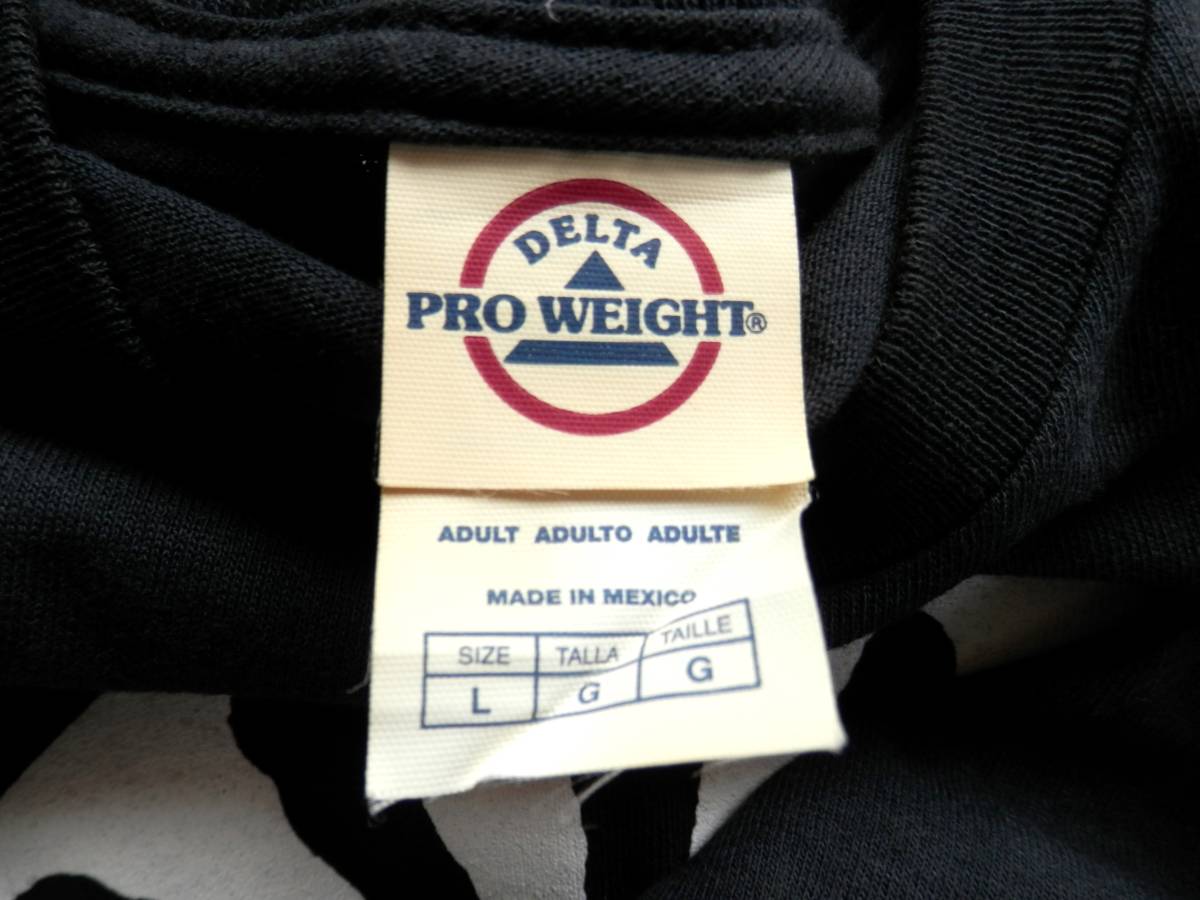 DELTA
PRO WEIGHT®
ADULT ADULTO ADULTE
MADE IN MEXICO
SIZE TALLA TAILLE
L G G